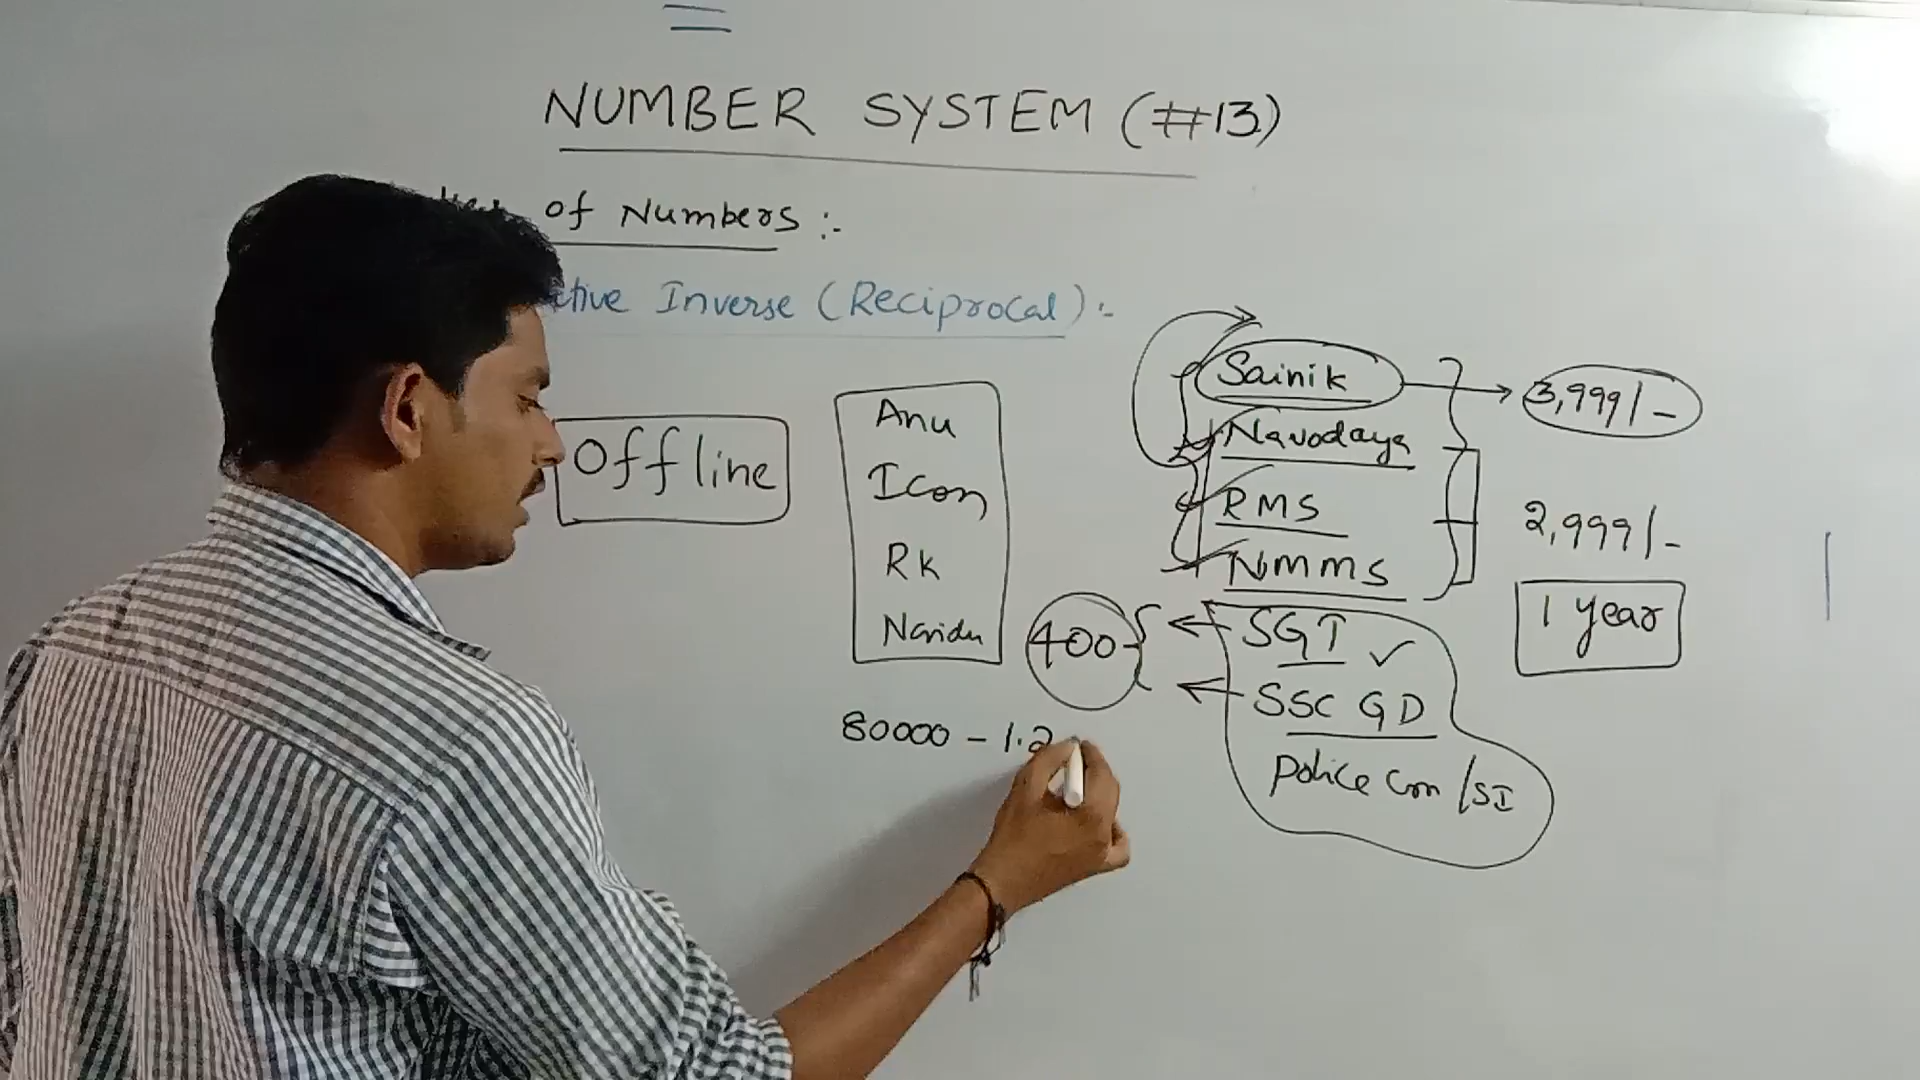 NUMBER SYSTEM (#13)
of Numbers :-
ctive Inverse (Reciprocal) :-
Offline
Anu
Icon
Rk
Naidu
Sainik
3,999/-
Navodaya
RMS
2,999/-
NMMS
1 year
400
SGT ✓
SSC GD
Police Con/SI
80000 - 1.2